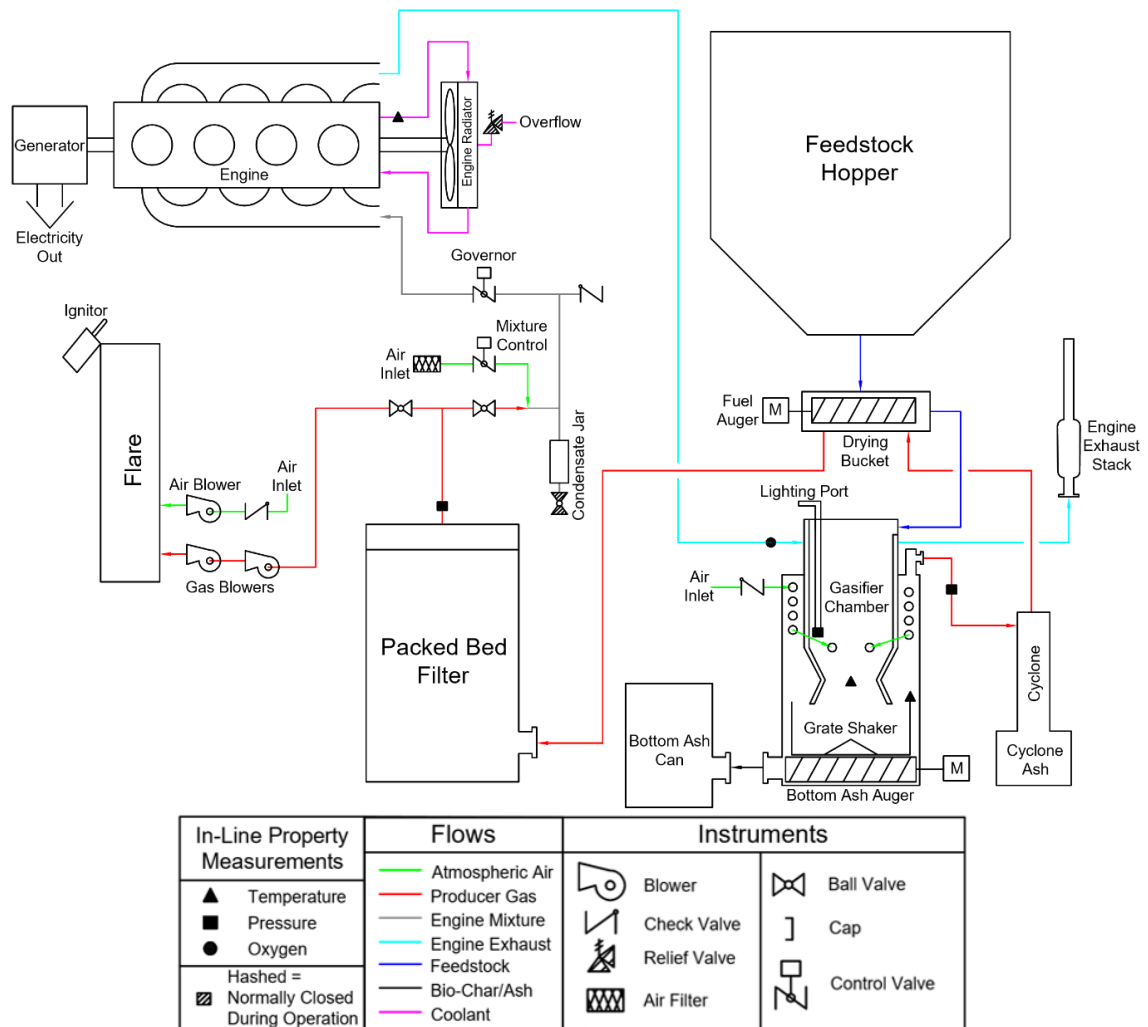 Generator
Engine
Electricity
Out
Engine Radiator
Overflow
Feedstock
Hopper
Governor
Ignitor
Mixture
Control
Air
Inlet
Flare
Condensate Jar
Air Blower
Air
Inlet
Gas Blowers
Fuel
Auger
M
Drying
Bucket
Engine
Exhaust
Stack
Lighting Port
Air
Inlet
Gasifier
Chamber
Packed Bed
Filter
Cyclone
Cyclone
Ash
Grate Shaker
Bottom Ash
Can
M
Bottom Ash Auger
In-Line Property
Measurements
Temperature
Pressure
Oxygen
Hashed =
Normally Closed
During Operation
Flows
Atmospheric Air
Producer Gas
Engine Mixture
Engine Exhaust
Feedstock
Bio-Char/Ash
Coolant
Instruments
Blower
Check Valve
Relief Valve
Air Filter
Ball Valve
Cap
Control Valve